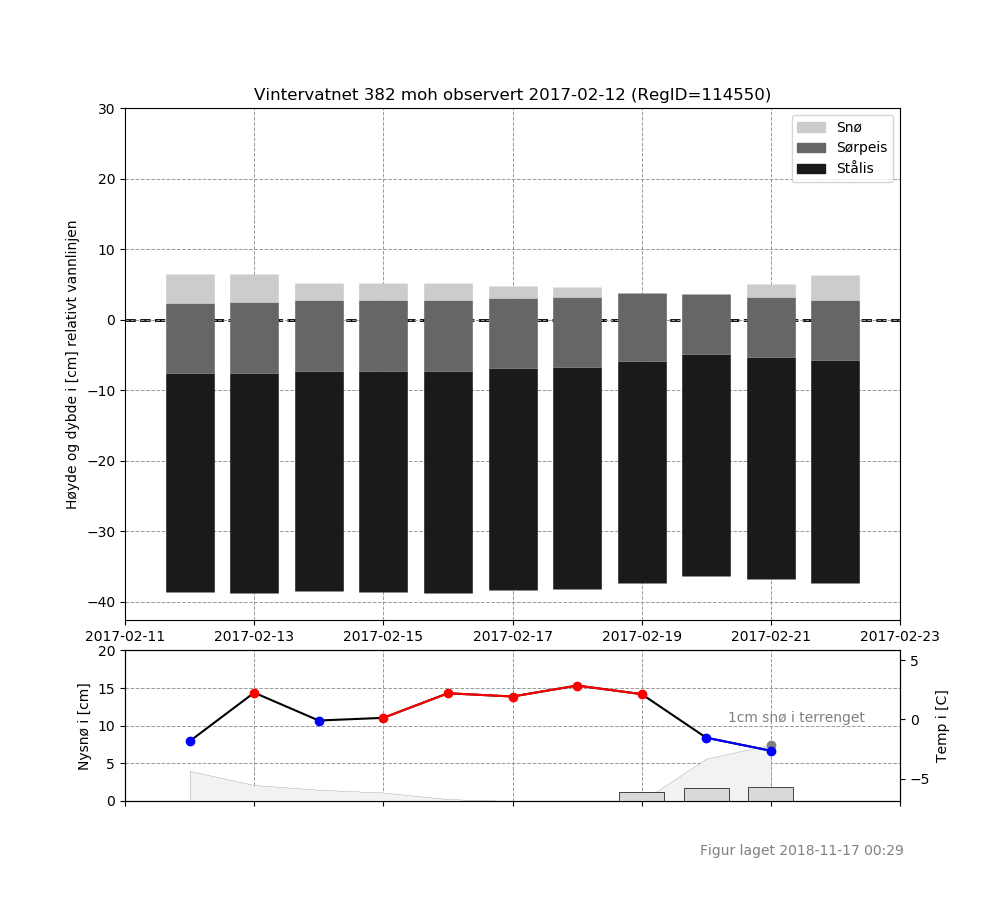 Vintervatnet 382 moh observert 2017-02-12 (RegID=114550)
30
20
10
0
−10
−20
−30
−40
Høyde og dybde i [cm] relativt vannlinjen
Snø
Sørpeis
Stålis
2017-02-11
2017-02-13
2017-02-15
2017-02-17
2017-02-19
2017-02-21
2017-02-23
20
15
10
5
0
Nysnø i [cm]
1cm snø i terrenget
5
0
−5
Temp i [C]
Figur laget 2018-11-17 00:29